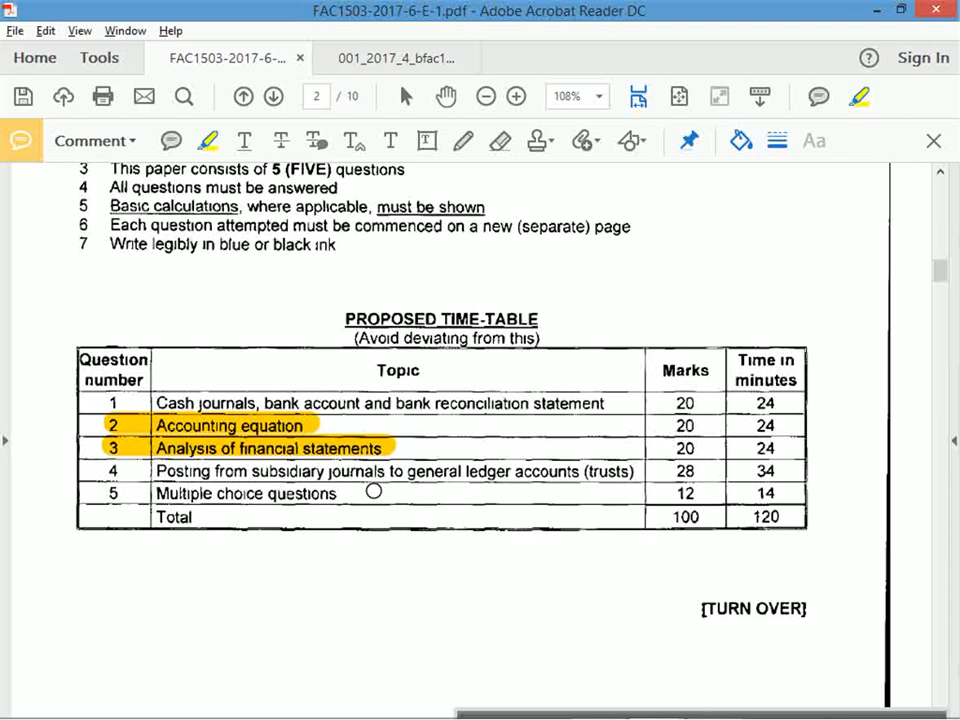 FAC1503-2017-6-E-1.pdf - Adobe Acrobat Reader DC
File Edit View Window Help
Home Tools FAC1503-2017-6-... × 001_2017_4_bfac1... Sign In
2 / 10 108%
Comment Aa
3 This paper consists of 5 (FIVE) questions
4 All questions must be answered
5 Basic calculations, where applicable, must be shown
6 Each question attempted must be commenced on a new (separate) page
7 Write legibly in blue or black ink
PROPOSED TIME-TABLE
(Avoid deviating from this)
Question number Topic Marks Time in minutes
1 Cash journals, bank account and bank reconciliation statement 20 24
2 Accounting equation 20 24
3 Analysis of financial statements 20 24
4 Posting from subsidiary journals to general ledger accounts (trusts) 28 34
5 Multiple choice questions 12 14
Total 100 120
[TURN OVER]